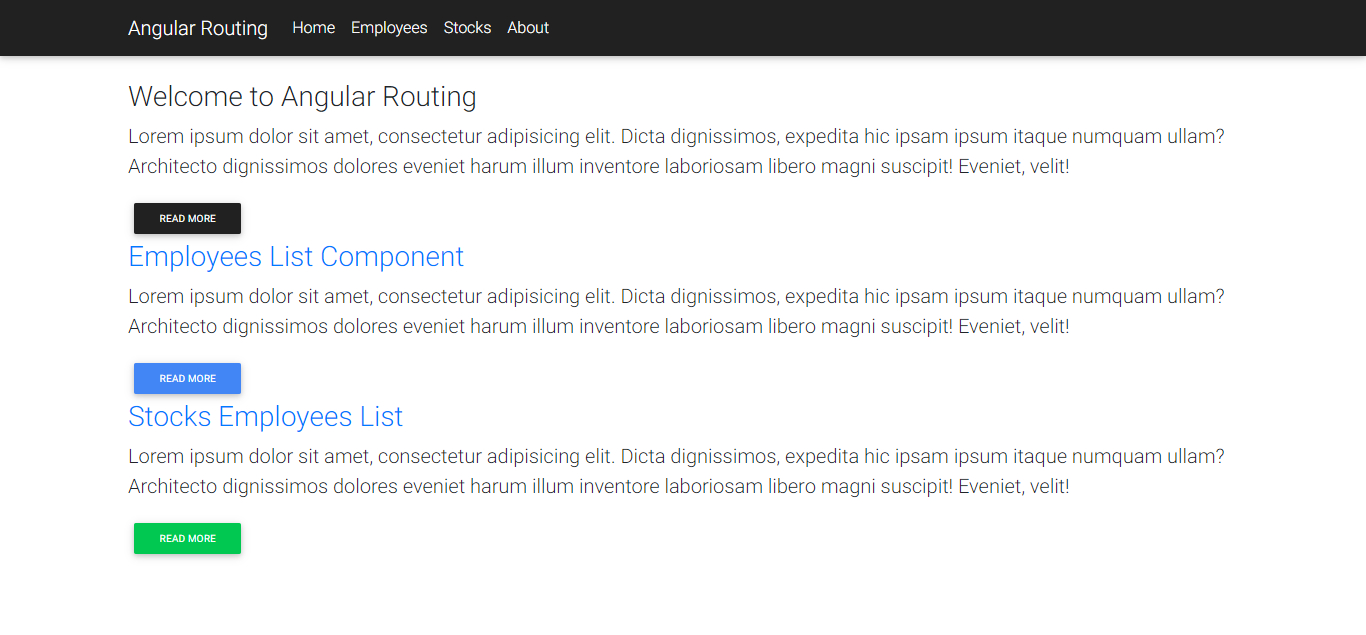 Angular Routing Home Employees Stocks About
Welcome to Angular Routing
Lorem ipsum dolor sit amet, consectetur adipisicing elit. Dicta dignissimos, expedita hic ipsam ipsum itaque numquam ullam?
Architecto dignissimos dolores eveniet harum illum inventore laboriosam libero magni suscipit! Eveniet, velit!
READ MORE
Employees List Component
Lorem ipsum dolor sit amet, consectetur adipisicing elit. Dicta dignissimos, expedita hic ipsam ipsum itaque numquam ullam?
Architecto dignissimos dolores eveniet harum illum inventore laboriosam libero magni suscipit! Eveniet, velit!
READ MORE
Stocks Employees List
Lorem ipsum dolor sit amet, consectetur adipisicing elit. Dicta dignissimos, expedita hic ipsam ipsum itaque numquam ullam?
Architecto dignissimos dolores eveniet harum illum inventore laboriosam libero magni suscipit! Eveniet, velit!
READ MORE